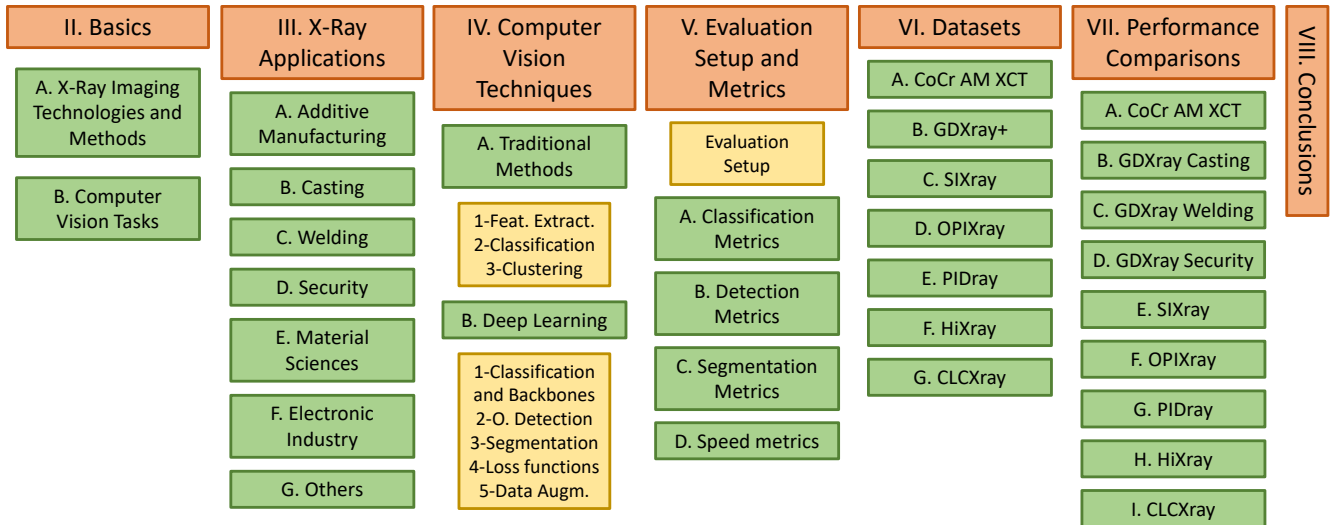 II. Basics
A. X-Ray Imaging
Technologies and
Methods
B. Computer
Vision Tasks
III. X-Ray
Applications
A. Additive
Manufacturing
B. Casting
C. Welding
D. Security
E. Material
Sciences
F. Electronic
Industry
G. Others
IV. Computer
Vision
Techniques
A. Traditional
Methods
1-Feat. Extract.
2-Classification
3-Clustering
B. Deep Learning
1-Classification
and Backbones
2-O. Detection
3-Segmentation
4-Loss functions
5-Data Augm.
V. Evaluation
Setup and
Metrics
Evaluation
Setup
A. Classification
Metrics
B. Detection
Metrics
C. Segmentation
Metrics
D. Speed metrics
VI. Datasets
A. CoCr AM XCT
B. GDXray+
C. SIXray
D. OPIXray
E. PIDray
F. HiXray
G. CLCXray
VII. Performance
Comparisons
A. CoCr AM XCT
B. GDXray Casting
C. GDXray Welding
D. GDXray Security
E. SIXray
F. OPIXray
G. PIDray
H. HiXray
I. CLCXray
VIII. Conclusions